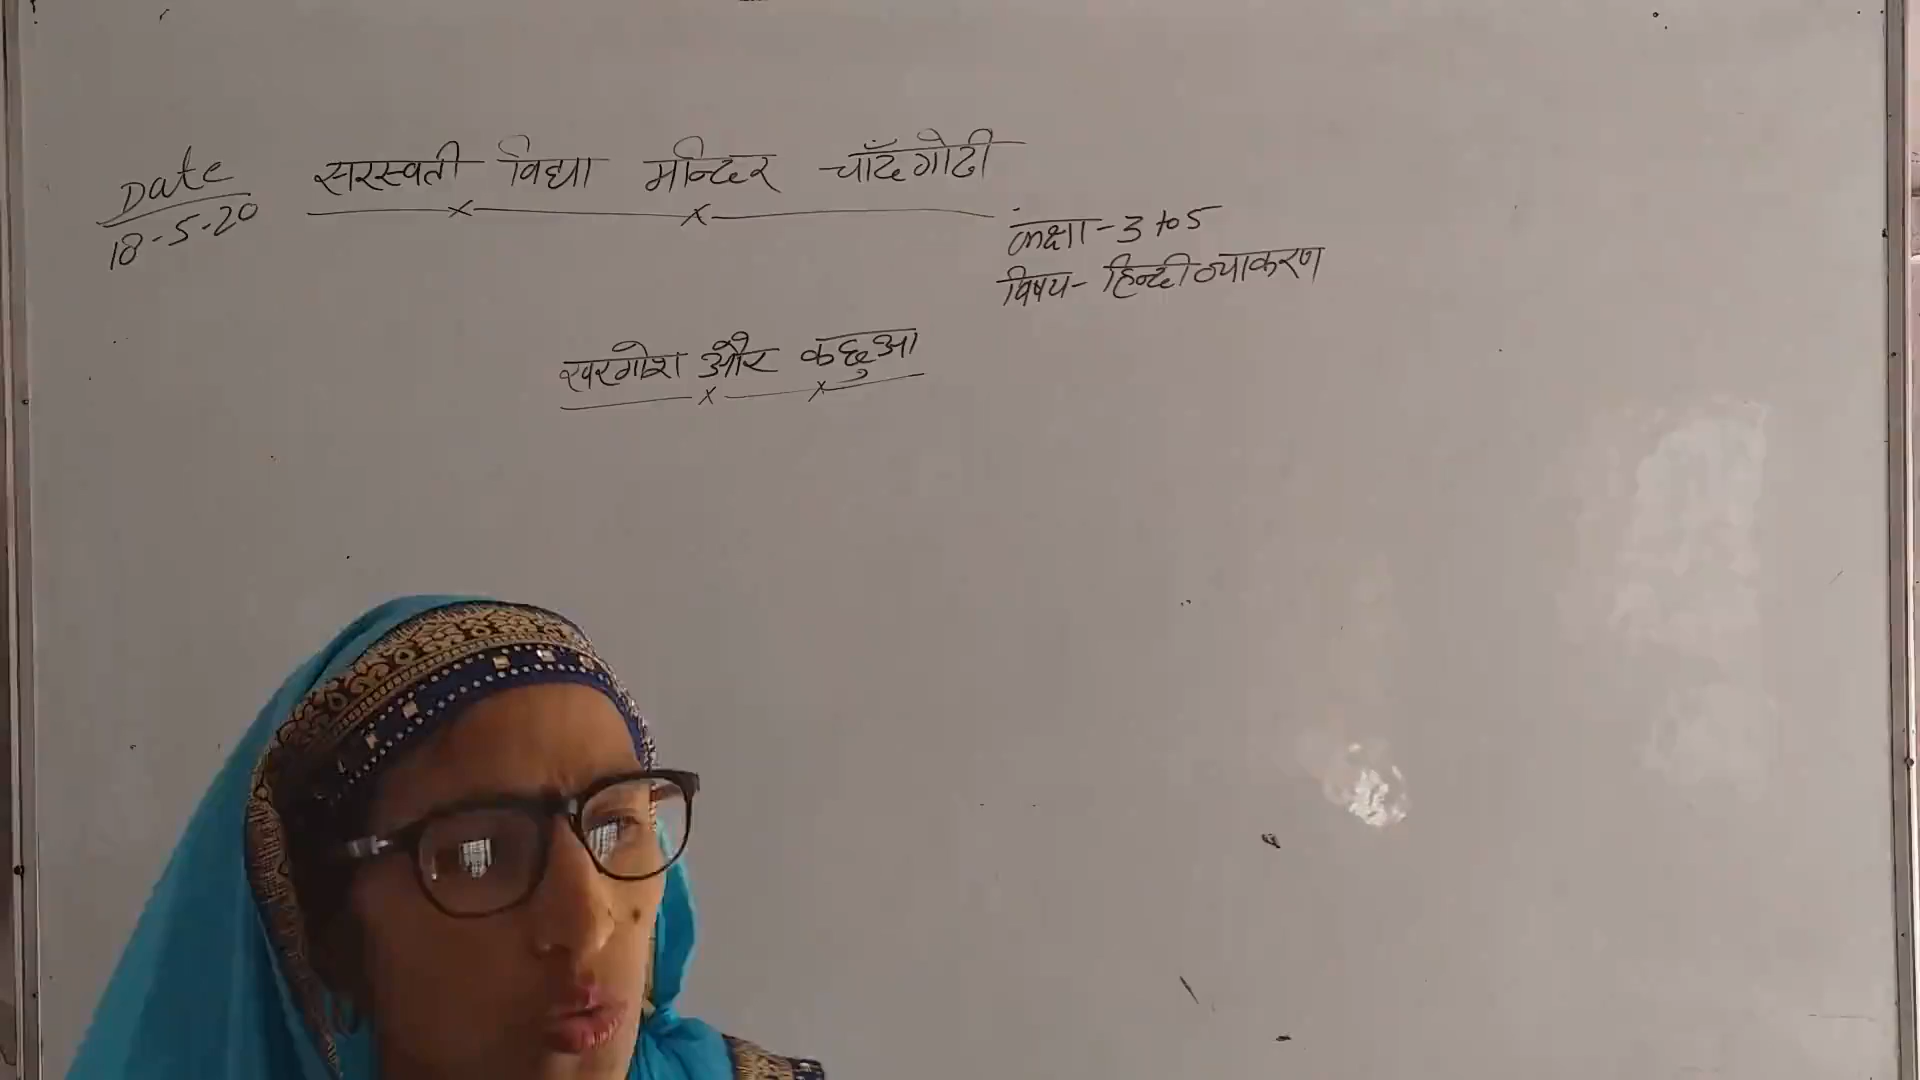 Date
18-5-20
सरस्वती विद्या मन्दिर चाँदगोठी
कक्षा-3 to 5
विषय- हिन्दी व्याकरण
खरगोश और कछुआ